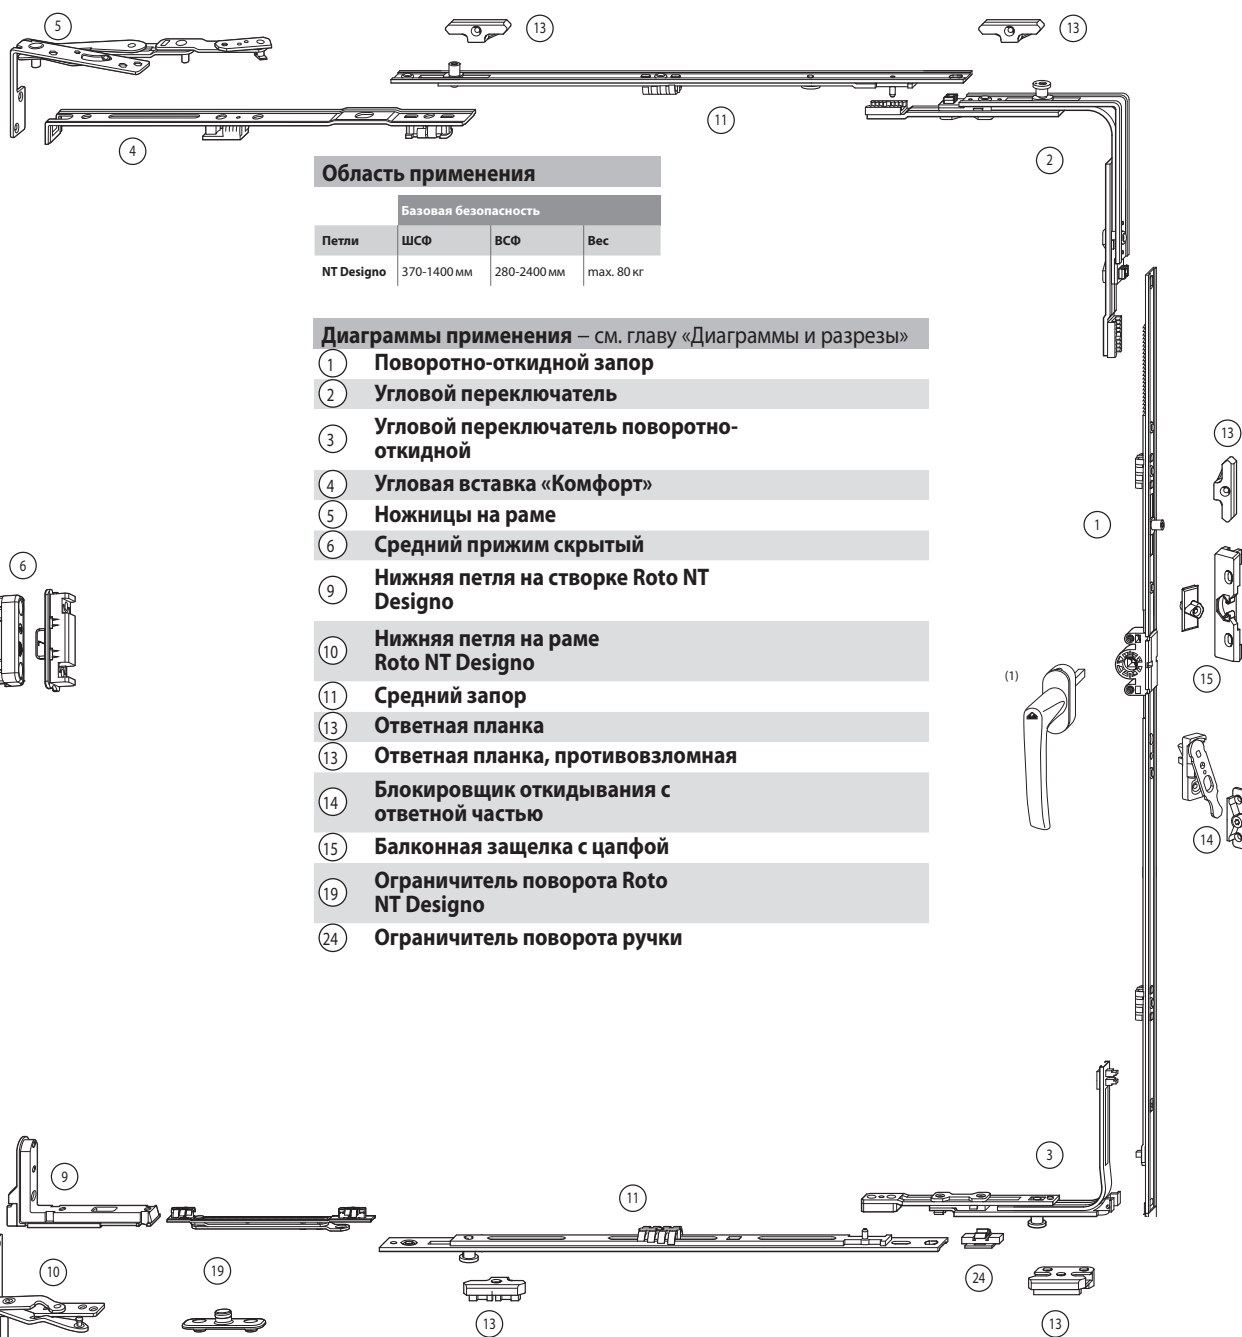 5
13
13
11
4
2
Область применения
Базовая безопасность
Петли ШСФ ВСФ Вес
NT Designo 370-1400 мм 280-2400 мм max. 80 кг
Диаграммы применения – см. главу «Диаграммы и разрезы»
1 Поворотно-откидной запор
2 Угловой переключатель
3 Угловой переключатель поворотно-
откидной
4 Угловая вставка «Комфорт»
5 Ножницы на раме
6 Средний прижим скрытый
9 Нижняя петля на створке Roto NT
Designo
10 Нижняя петля на раме
Roto NT Designo
11 Средний запор
13 Ответная планка
13 Ответная планка, противовзломная
14 Блокировщик откидывания с
ответной частью
15 Балконная защелка с цапфой
19 Ограничитель поворота Roto
NT Designo
24 Ограничитель поворота ручки
13
1
6
(1)
15
14
3
9
11
10
19
24
13
13